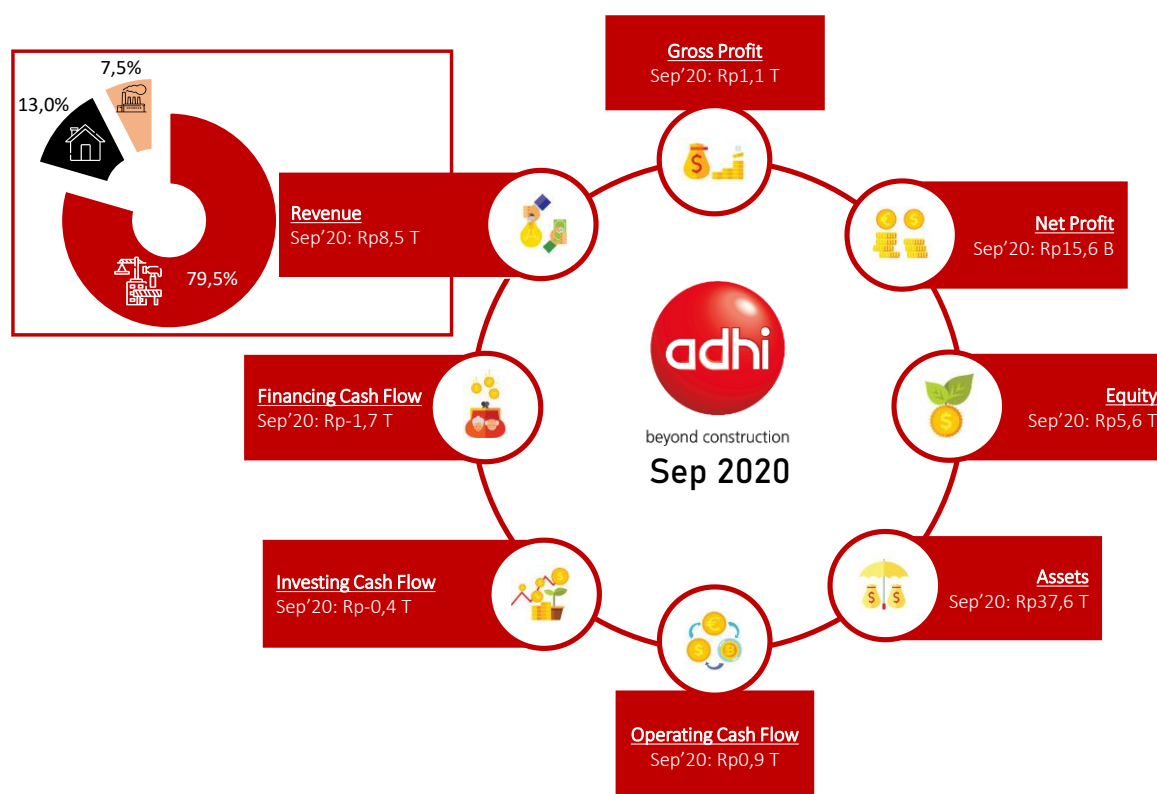 Gross Profit
Sep'20: Rp1,1 T
7,5%
13,0%
79,5%
Revenue
Sep'20: Rp8,5 T
Net Profit
Sep'20: Rp15,6 B
adhi
beyond construction
Sep 2020
Financing Cash Flow
Sep'20: Rp-1,7 T
Equity
Sep'20: Rp5,6 T
Investing Cash Flow
Sep'20: Rp-0,4 T
Assets
Sep'20: Rp37,6 T
Operating Cash Flow
Sep'20: Rp0,9 T